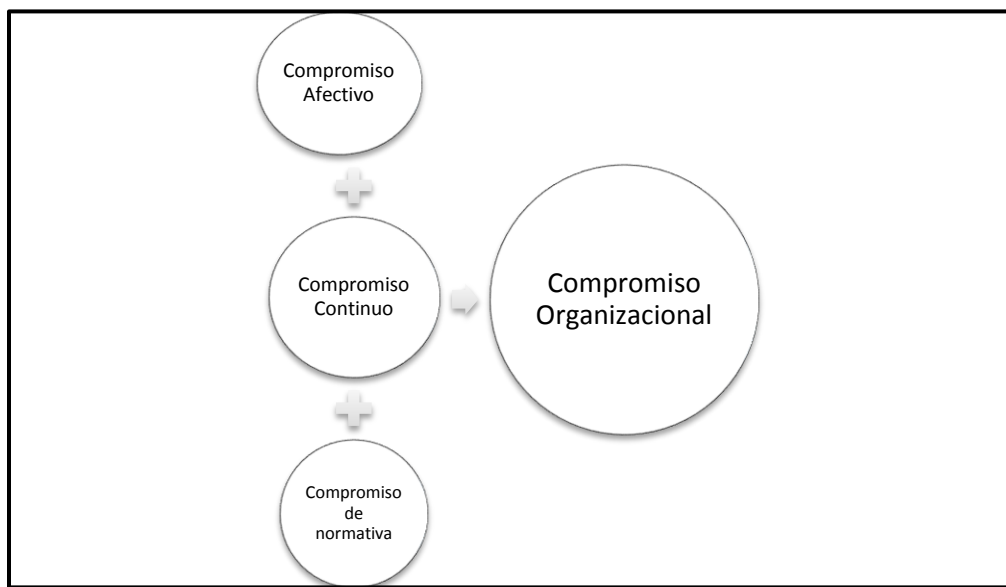 Compromiso
Afectivo
Compromiso
Continuo
Compromiso
de
normativa
Compromiso
Organizacional